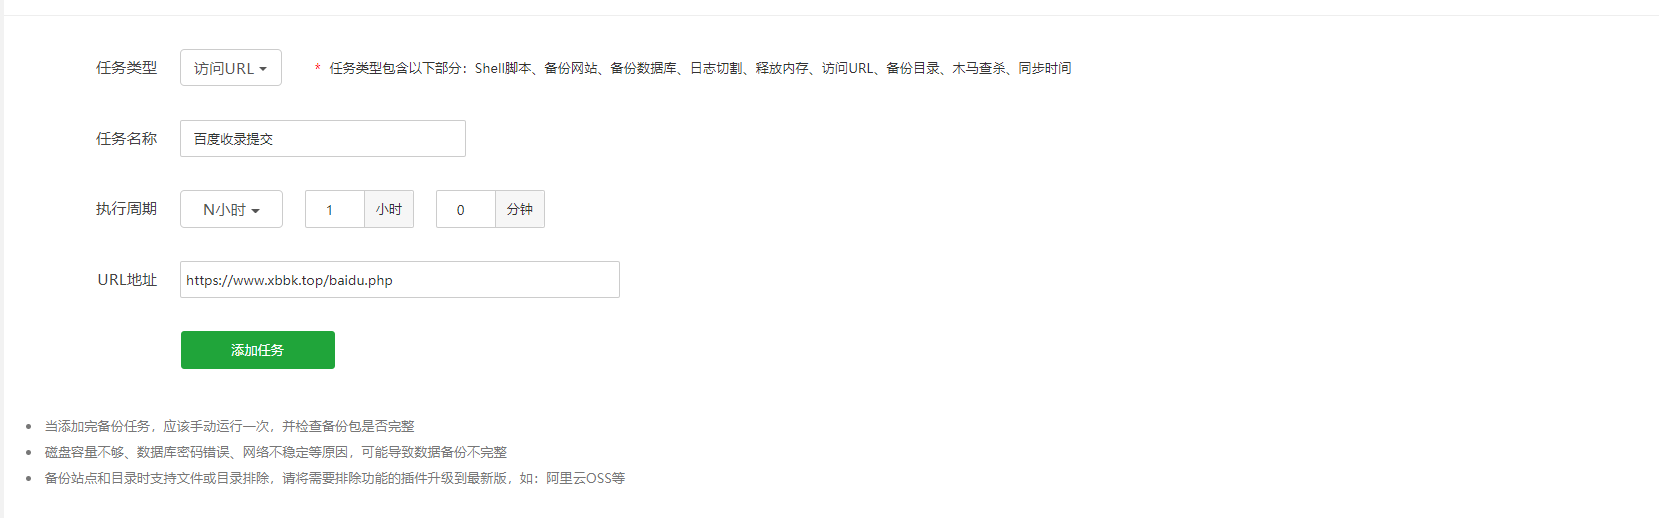 任务类型 访问URL * 任务类型包含以下部分：Shell脚本、备份网站、备份数据库、日志切割、释放内存、访问URL、备份目录、木马查杀、同步时间
任务名称 百度收录提交
执行周期 N小时 1 小时 0 分钟
URL地址 https://www.xbbk.top/baidu.php
添加任务
当添加完备份任务，应该手动运行一次，并检查备份包是否完整
磁盘容量不够、数据库密码错误、网络不稳定等原因，可能导致数据备份不完整
备份站点和目录时支持文件或目录排除，请将需要排除功能的插件升级到最新版，如：阿里云OSS等